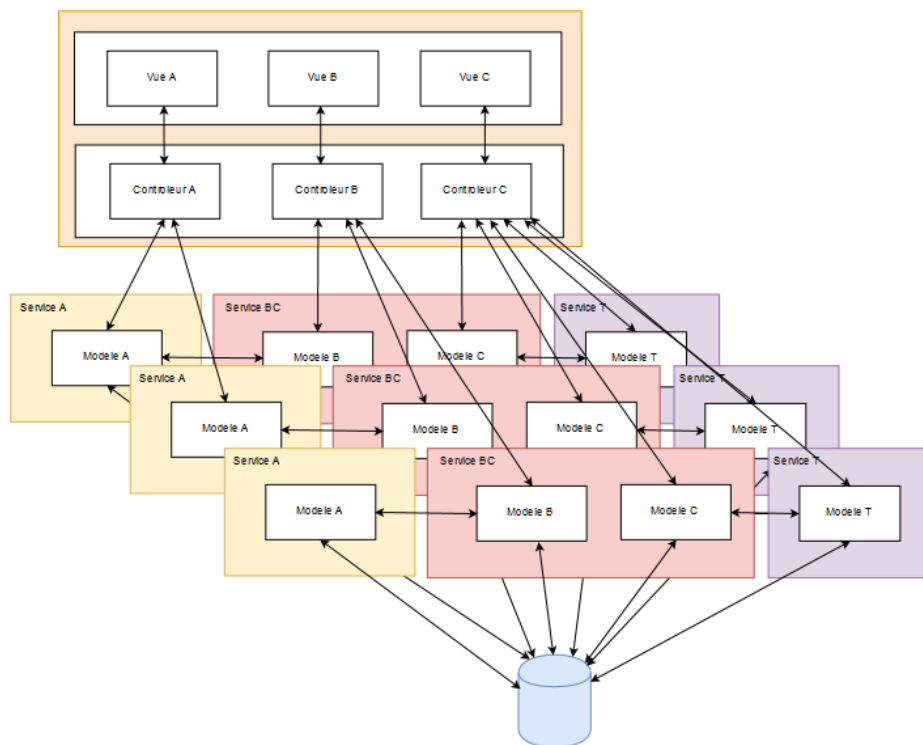 Vue A
Vue B
Vue C
Controleur A
Controleur B
Controleur C
Service A
Service BC
Service T
Modele A
Modele B
Modele C
Modele T
Service A
Service BC
Service T
Modele A
Modele B
Modele C
Modele T
Service A
Service BC
Service T
Modele A
Modele B
Modele C
Modele T